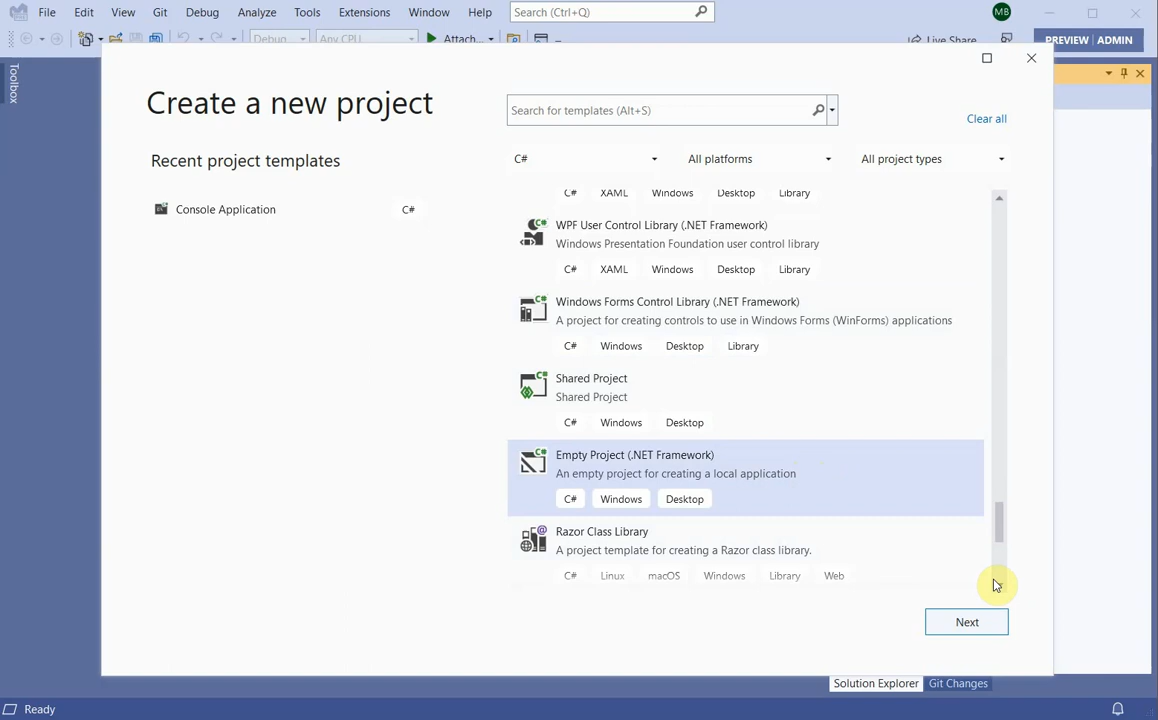 File Edit View Git Debug Analyze Tools Extensions Window Help Search (Ctrl+Q) MB
Debug Any CPU Attach... Live Share PREVIEW ADMIN
Toolbox
Create a new project
Search for templates (Alt+S)
Clear all
Recent project templates
C# All platforms All project types
Console Application C#
C# XAML Windows Desktop Library
WPF User Control Library (.NET Framework)
Windows Presentation Foundation user control library
C# XAML Windows Desktop Library
Windows Forms Control Library (.NET Framework)
A project for creating controls to use in Windows Forms (WinForms) applications
C# Windows Desktop Library
Shared Project
Shared Project
C# Windows Desktop
Empty Project (.NET Framework)
An empty project for creating a local application
C# Windows Desktop
Razor Class Library
A project template for creating a Razor class library.
C# Linux macOS Windows Library Web
Next
Solution Explorer Git Changes
Ready